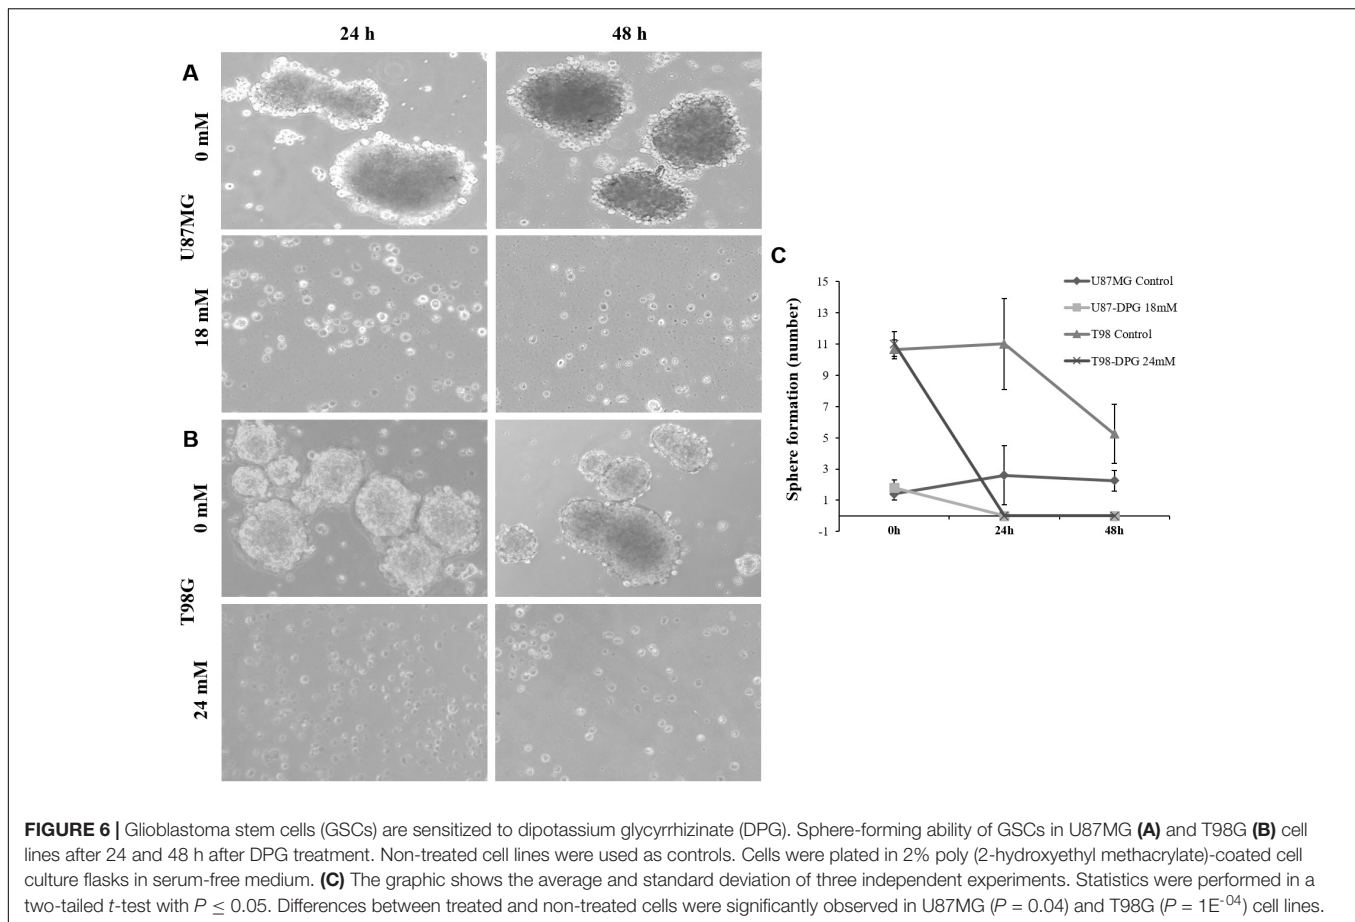 24 h
48 h
A
0 mM
U87MG
18 mM
B
0 mM
T98G
24 mM
C
Sphere formation (number)
15
13
11
9
7
5
3
1
-1
0h
24h
48h
U87MG Control
U87-DPG 18mM
T98 Control
T98-DPG 24mM
FIGURE 6 | Glioblastoma stem cells (GSCs) are sensitized to dipotassium glycyrrhizinate (DPG). Sphere-forming ability of GSCs in U87MG (A) and T98G (B) cell
lines after 24 and 48 h after DPG treatment. Non-treated cell lines were used as controls. Cells were plated in 2% poly (2-hydroxyethyl methacrylate)-coated cell
culture flasks in serum-free medium. (C) The graphic shows the average and standard deviation of three independent experiments. Statistics were performed in a
two-tailed t-test with P ≤ 0.05. Differences between treated and non-treated cells were significantly observed in U87MG (P = 0.04) and T98G (P = 1E-04) cell lines.